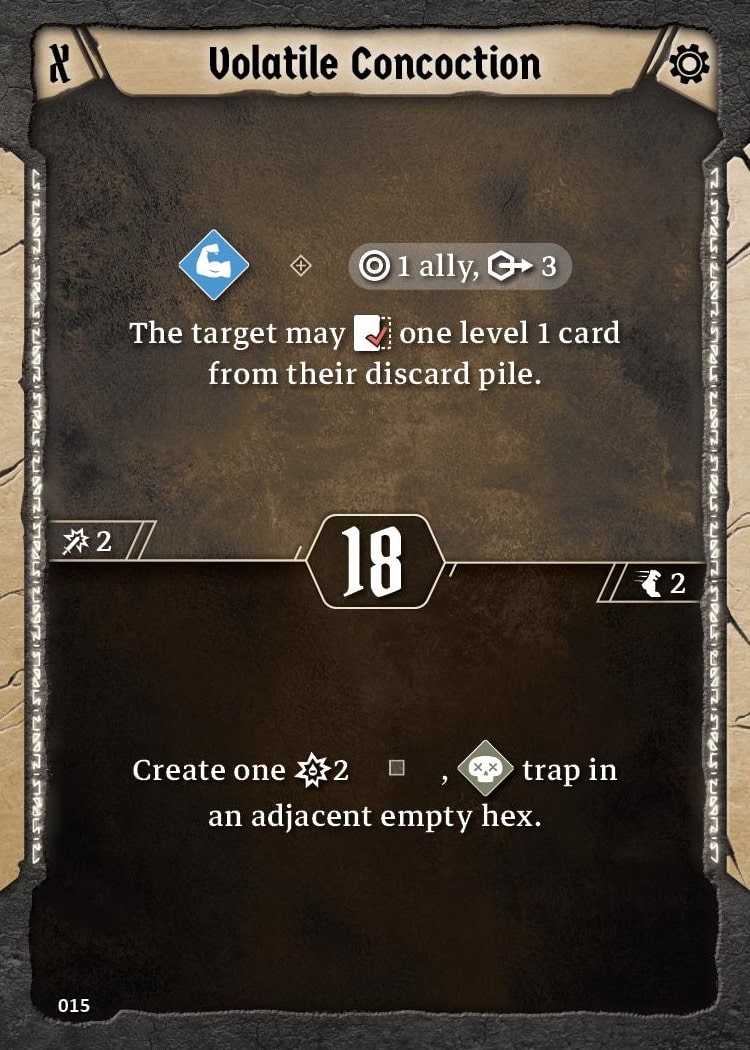 Volatile Concoction
1 ally, 3
The target may one level 1 card
from their discard pile.
2
18
2
Create one 2 , trap in
an adjacent empty hex.
015